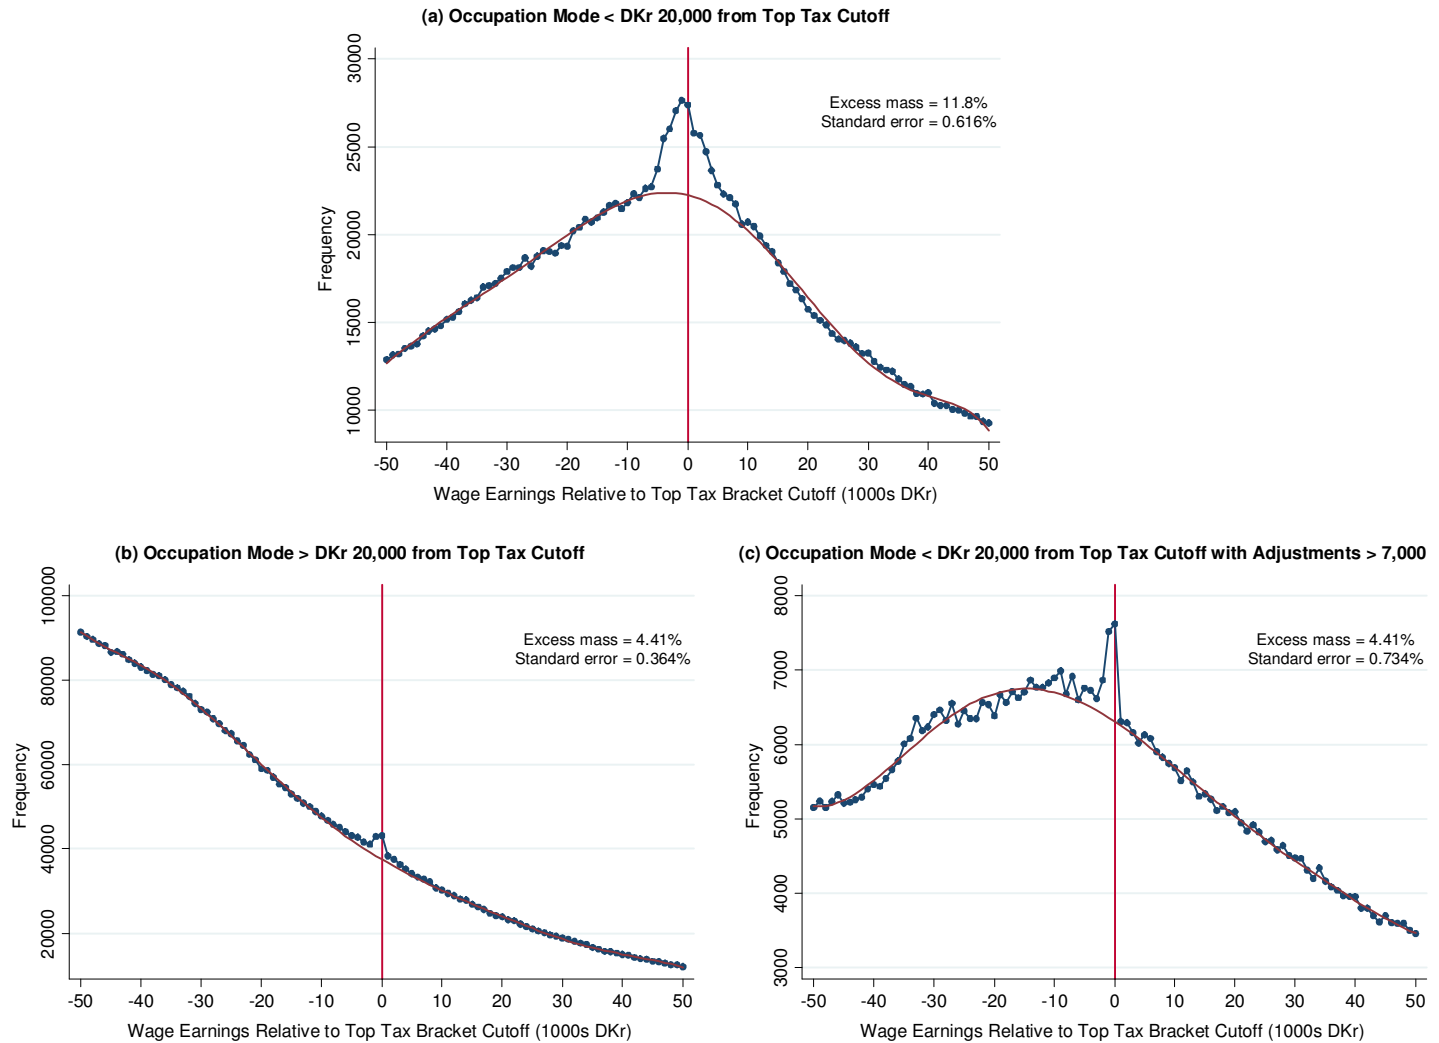 (a) Occupation Mode < DKr 20,000 from Top Tax Cutoff
30000
25000
20000
15000
10000
Frequency
Excess mass = 11.8%
Standard error = 0.616%
-50 -40 -30 -20 -10 0 10 20 30 40 50
Wage Earnings Relative to Top Tax Bracket Cutoff (1000s DKr)
(b) Occupation Mode > DKr 20,000 from Top Tax Cutoff
100000
80000
60000
40000
20000
Frequency
Excess mass = 4.41%
Standard error = 0.364%
-50 -40 -30 -20 -10 0 10 20 30 40 50
Wage Earnings Relative to Top Tax Bracket Cutoff (1000s DKr)
(c) Occupation Mode < DKr 20,000 from Top Tax Cutoff with Adjustments > 7,000
8000
7000
6000
5000
4000
3000
Frequency
Excess mass = 4.41%
Standard error = 0.734%
-50 -40 -30 -20 -10 0 10 20 30 40 50
Wage Earnings Relative to Top Tax Bracket Cutoff (1000s DKr)